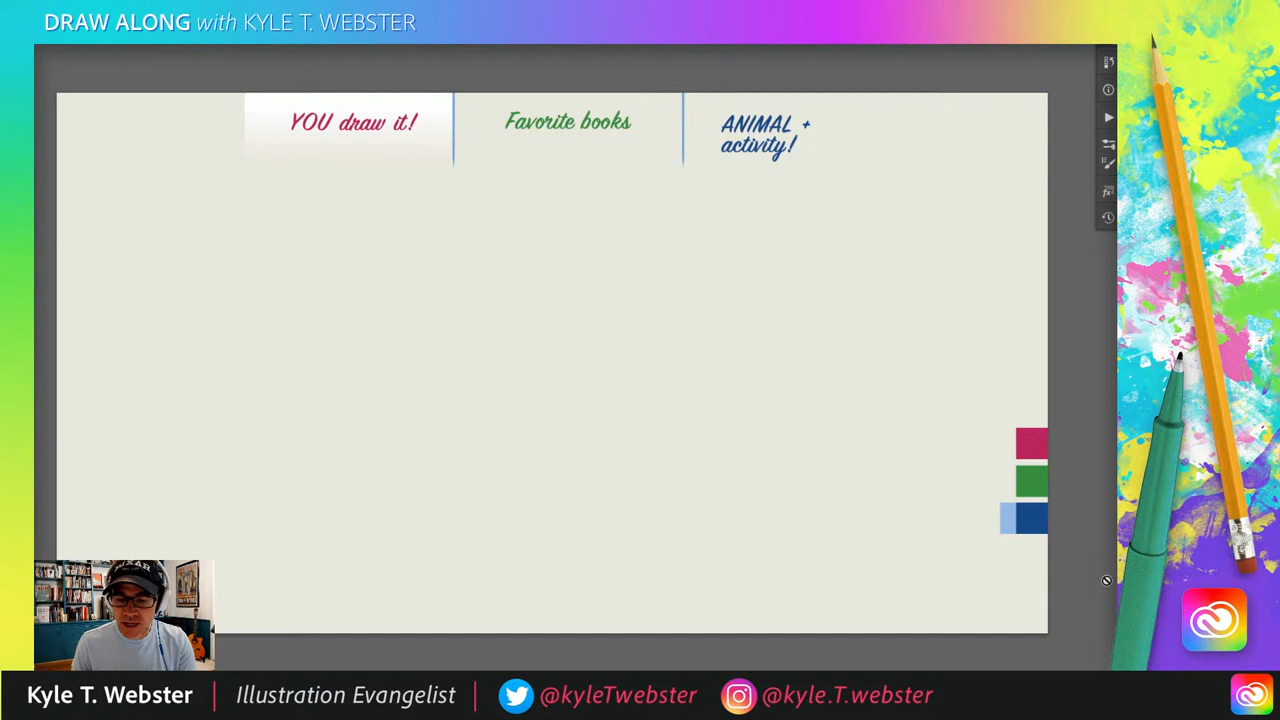 DRAW ALONG with KYLE T. WEBSTER
YOU draw it!
Favorite books
ANIMAL +
activity!
PIXAR
Kyle T. Webster | Illustration Evangelist | @kyleTwebster @kyle.T.webster